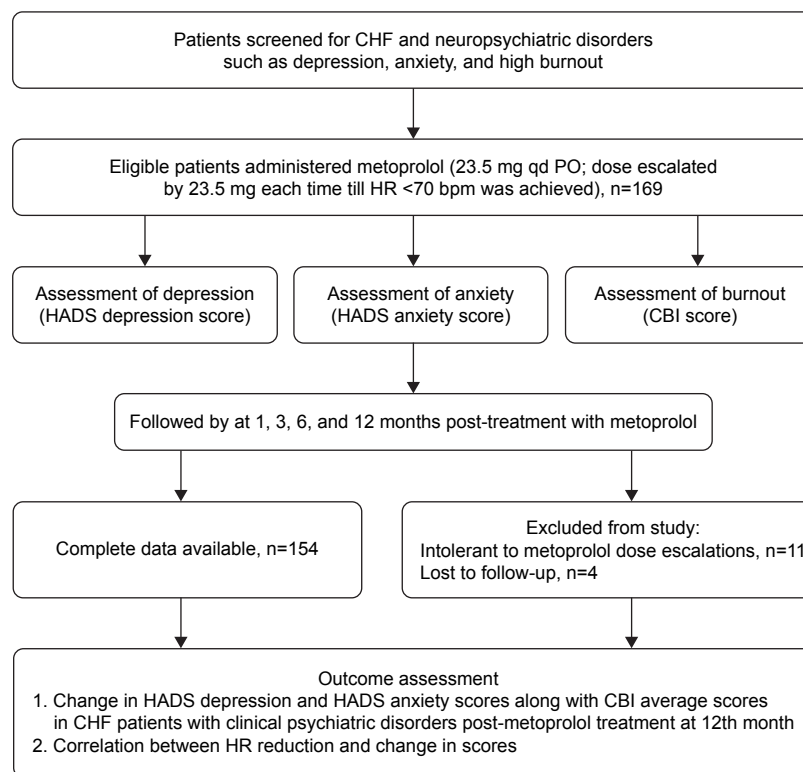 Patients screened for CHF and neuropsychiatric disorders
such as depression, anxiety, and high burnout
Eligible patients administered metoprolol (23.5 mg qd PO; dose escalated
by 23.5 mg each time till HR <70 bpm was achieved), n=169
Assessment of depression
(HADS depression score)
Assessment of anxiety
(HADS anxiety score)
Assessment of burnout
(CBI score)
Followed by at 1, 3, 6, and 12 months post-treatment with metoprolol
Complete data available, n=154
Excluded from study:
Intolerant to metoprolol dose escalations, n=11
Lost to follow-up, n=4
Outcome assessment
1. Change in HADS depression and HADS anxiety scores along with CBI average scores
in CHF patients with clinical psychiatric disorders post-metoprolol treatment at 12th month
2. Correlation between HR reduction and change in scores